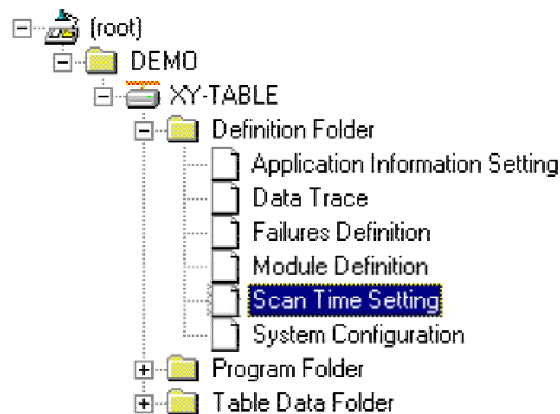 (root)
DEMO
XY-TABLE
Definition Folder
Application Information Setting
Data Trace
Failures Definition
Module Definition
Scan Time Setting
System Configuration
Program Folder
Table Data Folder